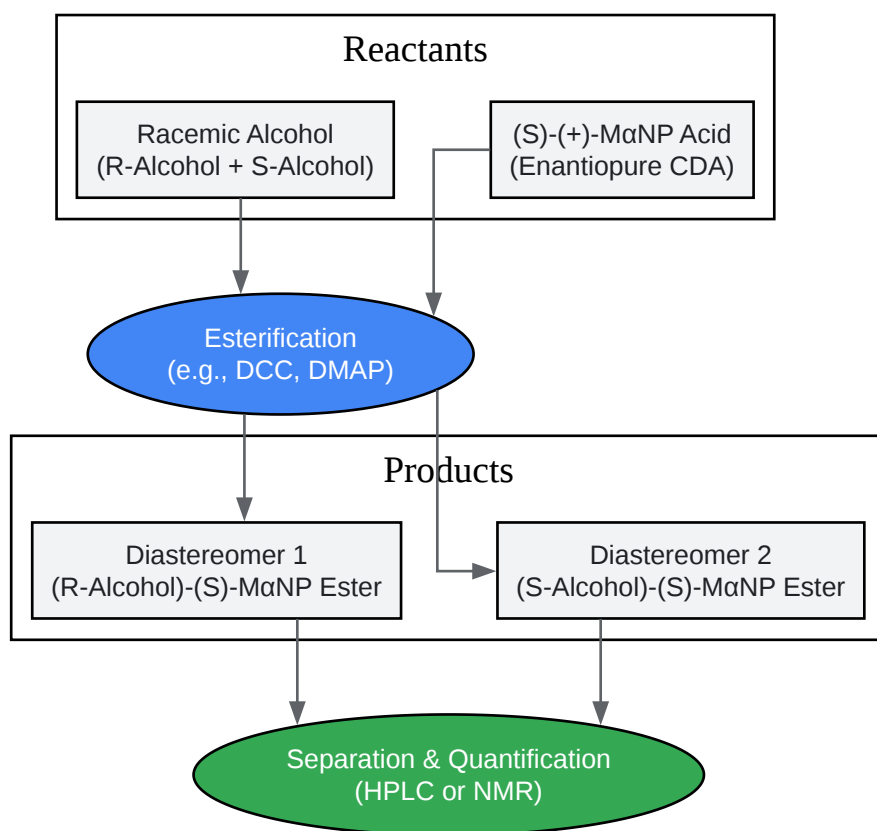 Reactants
Racemic Alcohol
(R-Alcohol + S-Alcohol)
(S)-(+)-MαNP Acid
(Enantiopure CDA)
Esterification
(e.g., DCC, DMAP)
Products
Diastereomer 1
(R-Alcohol)-(S)-MαNP Ester
Diastereomer 2
(S-Alcohol)-(S)-MαNP Ester
Separation & Quantification
(HPLC or NMR)